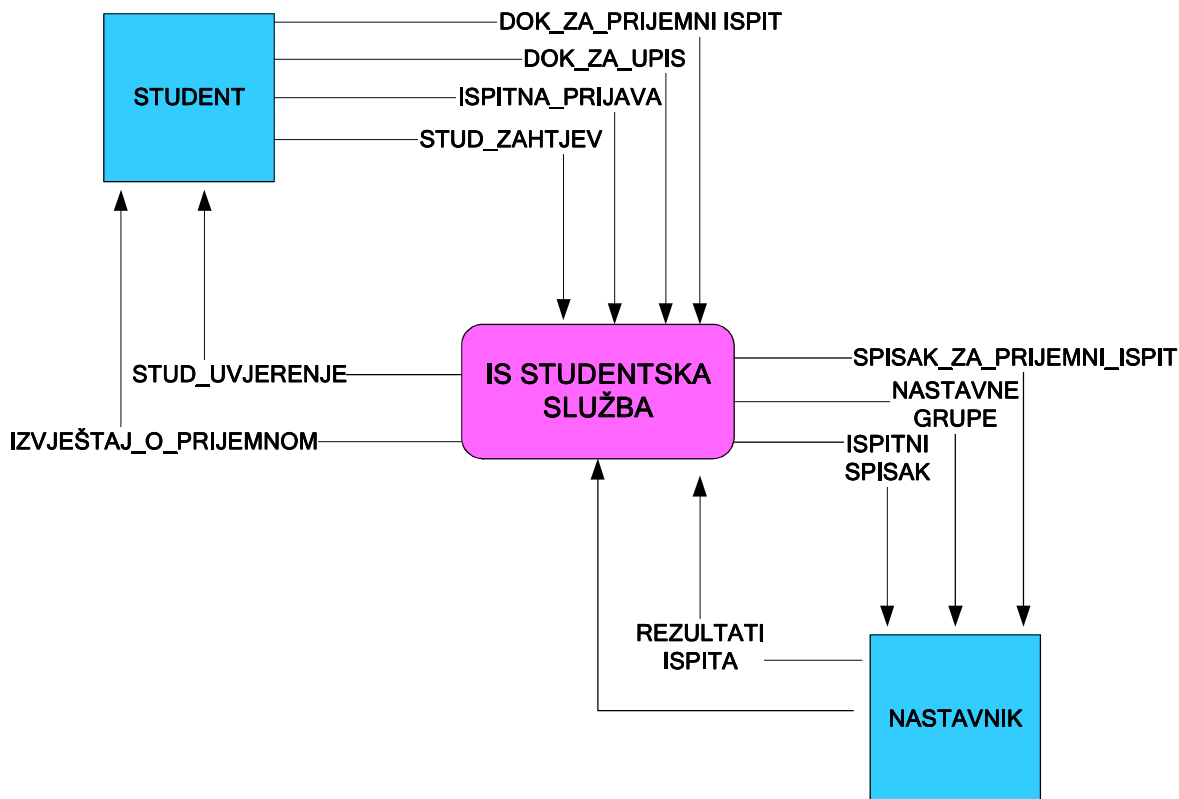 DOK_ZA_PRIJEMNI ISPIT
DOK_ZA_UPIS
STUDENT
ISPITNA_PRIJAVA
STUD_ZAHTJEV
IS STUDENTSKA
SLUŽBA
SPISAK_ZA_PRIJEMNI_ISPIT
STUD_UVJERENJE
NASTAVNE
GRUPE
IZVJEŠTAJ_O_PRIJEMNOM
ISPITNI
SPISAK
REZULTATI
ISPITA
NASTAVNIK